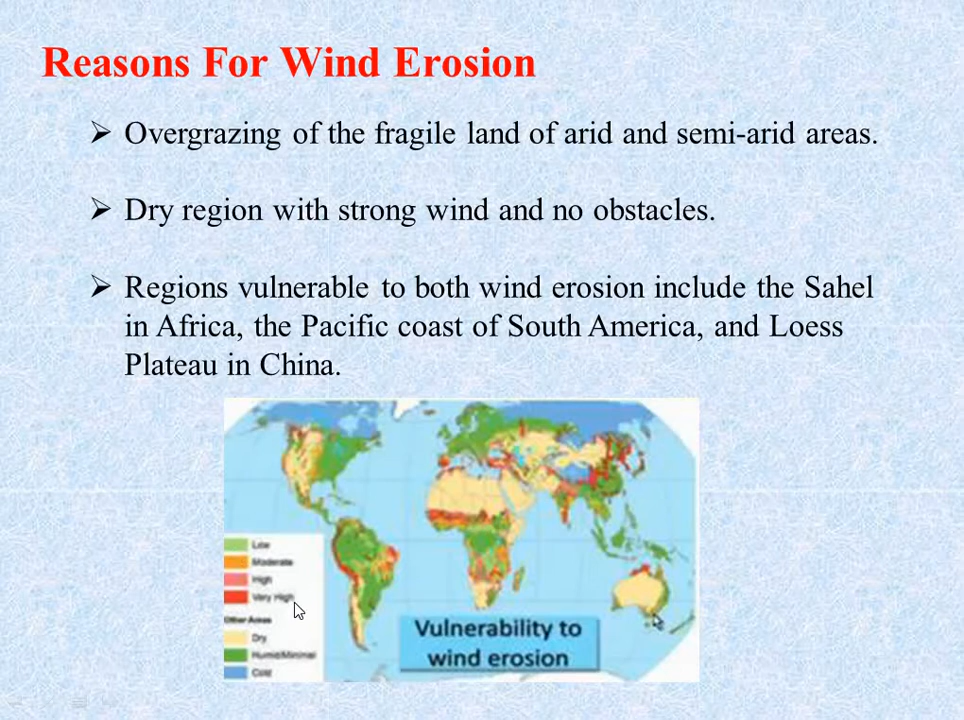 Reasons For Wind Erosion
➢ Overgrazing of the fragile land of arid and semi-arid areas.
➢ Dry region with strong wind and no obstacles.
➢ Regions vulnerable to both wind erosion include the Sahel
in Africa, the Pacific coast of South America, and Loess
Plateau in China.
Low
Moderate
High
Very High
Other Areas
Dry
Humid/Minimal
Cold
Vulnerability to
wind erosion